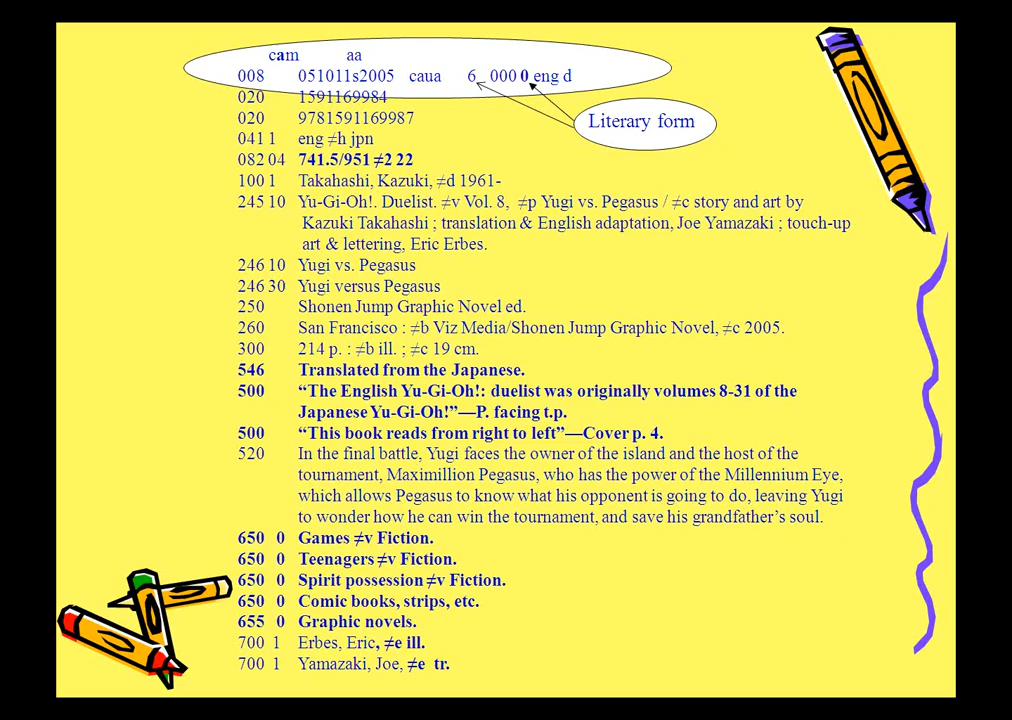 cam aa
008 051011s2005 caua 6_ 000 0 eng d
Literary form
020 1591169984
020 9781591169987
041 1 eng ≠h jpn
082 04 741.5/951 ≠2 22
100 1 Takahashi, Kazuki, ≠d 1961-
245 10 Yu-Gi-Oh!. Duelist. ≠v Vol. 8, ≠p Yugi vs. Pegasus / ≠c story and art by
Kazuki Takahashi ; translation & English adaptation, Joe Yamazaki ; touch-up
art & lettering, Eric Erbes.
246 10 Yugi vs. Pegasus
246 30 Yugi versus Pegasus
250 Shonen Jump Graphic Novel ed.
260 San Francisco : ≠b Viz Media/Shonen Jump Graphic Novel, ≠c 2005.
300 214 p. : ≠b ill. ; ≠c 19 cm.
546 Translated from the Japanese.
500 “The English Yu-Gi-Oh!: duelist was originally volumes 8-31 of the
Japanese Yu-Gi-Oh!”—P. facing t.p.
500 “This book reads from right to left”—Cover p. 4.
520 In the final battle, Yugi faces the owner of the island and the host of the
tournament, Maximillion Pegasus, who has the power of the Millennium Eye,
which allows Pegasus to know what his opponent is going to do, leaving Yugi
to wonder how he can win the tournament, and save his grandfather’s soul.
650 0 Games ≠v Fiction.
650 0 Teenagers ≠v Fiction.
650 0 Spirit possession ≠v Fiction.
650 0 Comic books, strips, etc.
655 0 Graphic novels.
700 1 Erbes, Eric, ≠e ill.
700 1 Yamazaki, Joe, ≠e tr.